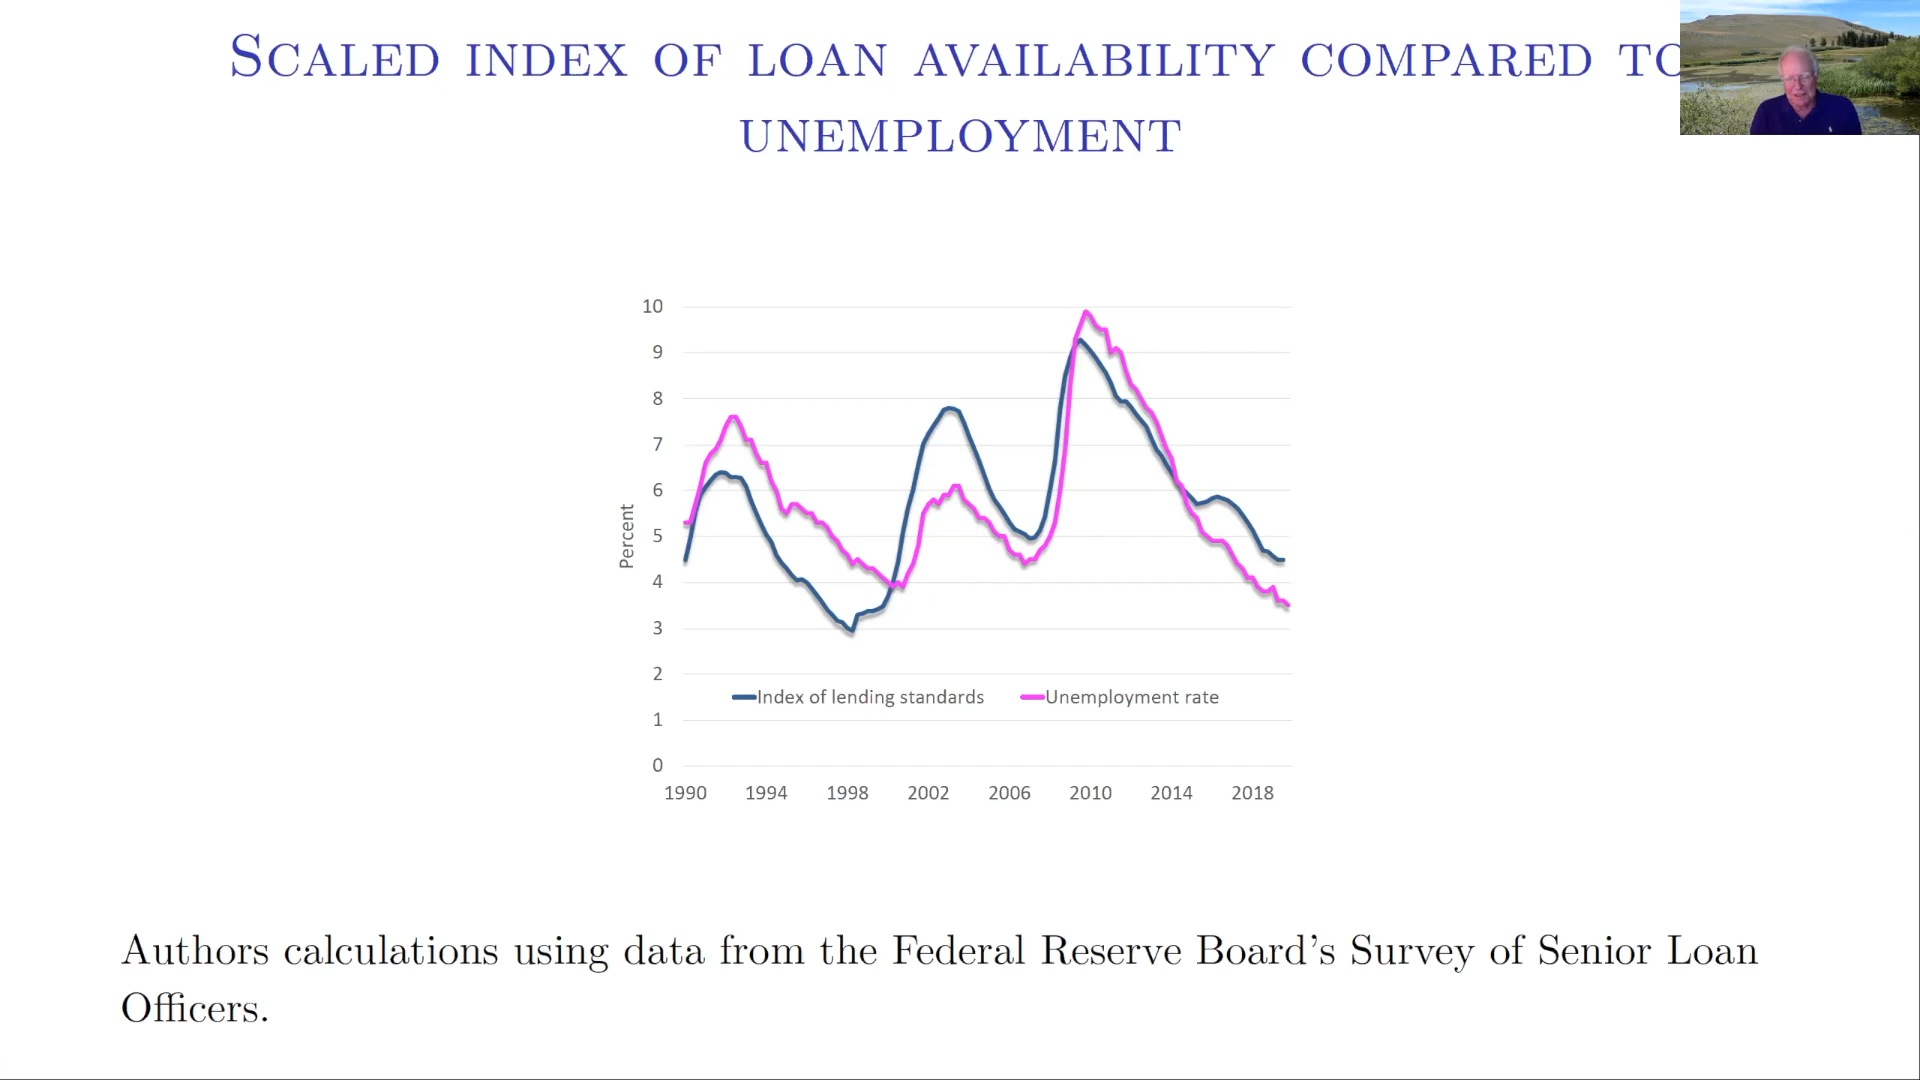 SCALED INDEX OF LOAN AVAILABILITY COMPARED TO
UNEMPLOYMENT
10
9
8
7
6
5
4
3
2
1
0
Percent
Index of lending standards Unemployment rate
1990 1994 1998 2002 2006 2010 2014 2018
Authors calculations using data from the Federal Reserve Board's Survey of Senior Loan
Officers.